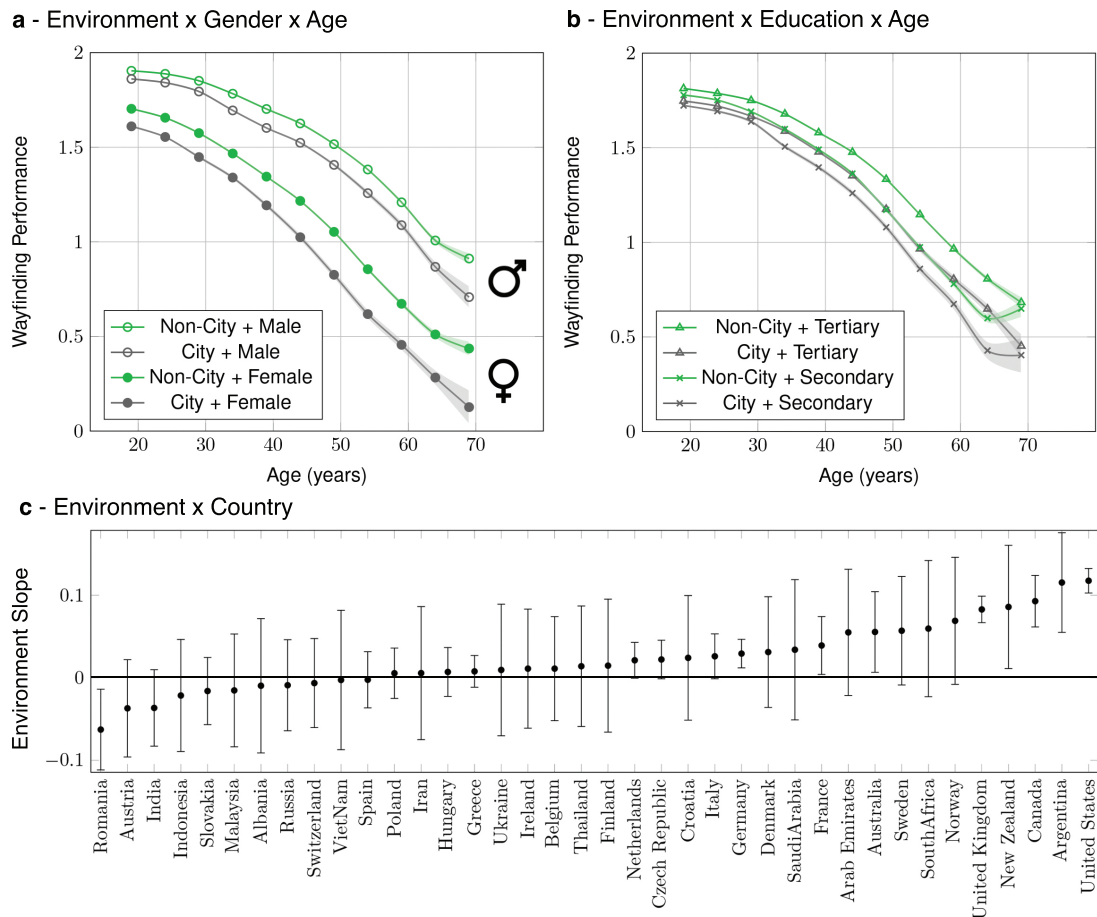 a - Environment x Gender x Age
2
1.5
1
0.5
0
Wayfinding Performance
Non-City + Male
City + Male
Non-City + Female
City + Female
20 30 40 50 60 70
Age (years)
b - Environment x Education x Age
2
1.5
1
0.5
0
Wayfinding Performance
Non-City + Tertiary
City + Tertiary
Non-City + Secondary
City + Secondary
20 30 40 50 60 70
Age (years)
c - Environment x Country
Environment Slope
0.1
0
−0.1
Romania
Austria
India
Indonesia
Slovakia
Malaysia
Albania
Russia
Switzerland
VietNam
Spain
Poland
Iran
Hungary
Greece
Ukraine
Ireland
Belgium
Thailand
Finland
Netherlands
Czech Republic
Croatia
Italy
Germany
Denmark
SaudiArabia
France
Arab Emirates
Australia
Sweden
SouthAfrica
Norway
United Kingdom
New Zealand
Canada
Argentina
United States